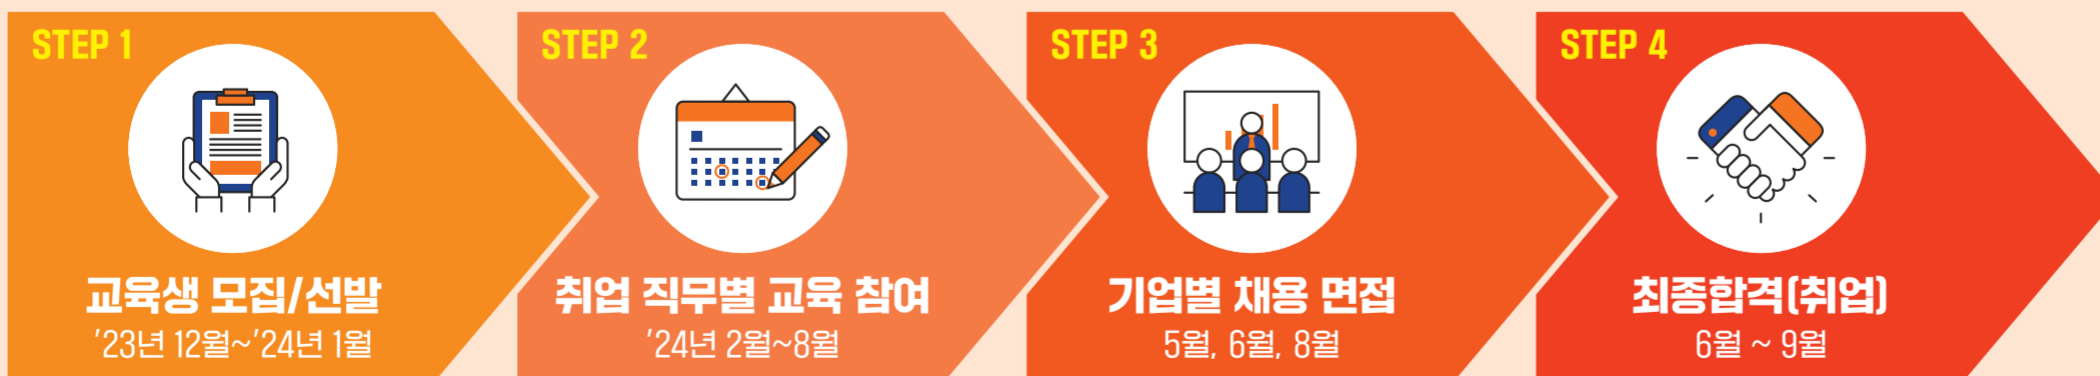 STEP 1
교육생 모집/선발
'23년 12월~'24년 1월
STEP 2
취업 직무별 교육 참여
'24년 2월~8월
STEP 3
기업별 채용 면접
5월, 6월, 8월
STEP 4
최종합격(취업)
6월 ~ 9월